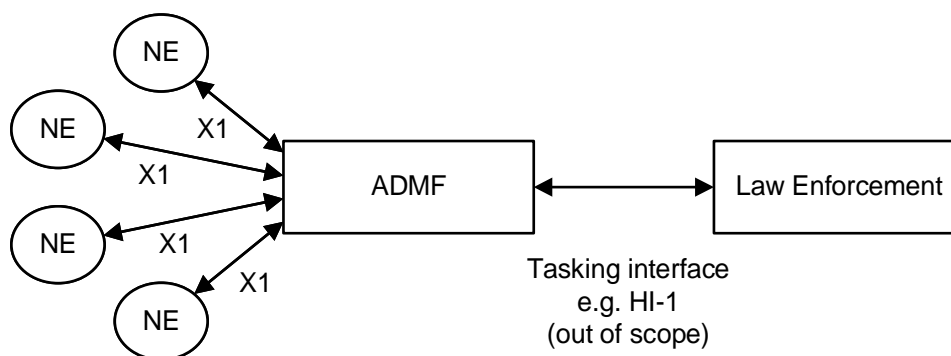 NE
X1
NE
X1
NE
X1
NE
X1
ADMF
Law Enforcement
Tasking interface
e.g. HI-1
(out of scope)